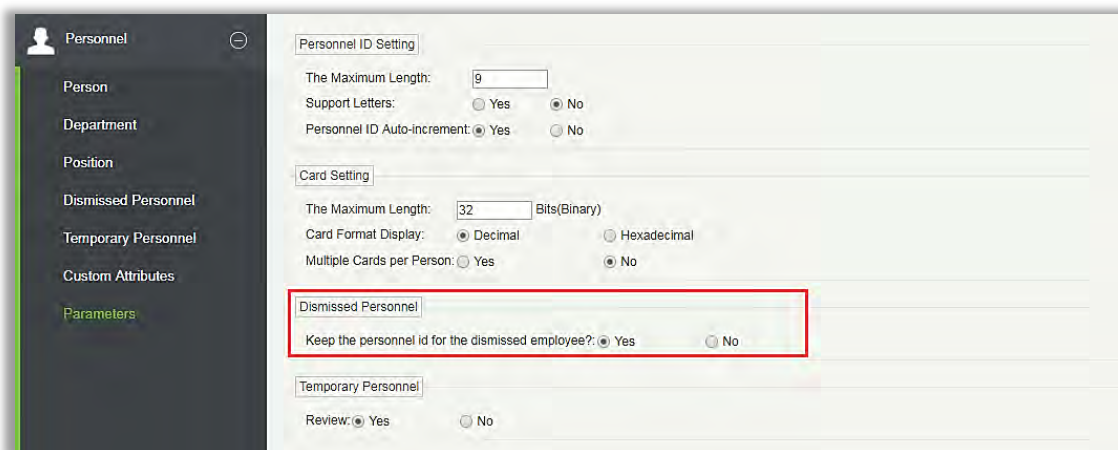 Personnel
Person
Department
Position
Dismissed Personnel
Temporary Personnel
Custom Attributes
Parameters
Personnel ID Setting
The Maximum Length: 9
Support Letters: Yes No
Personnel ID Auto-increment: Yes No
Card Setting
The Maximum Length: 32 Bits(Binary)
Card Format Display: Decimal Hexadecimal
Multiple Cards per Person: Yes No
Dismissed Personnel
Keep the personnel id for the dismissed employee?: Yes No
Temporary Personnel
Review: Yes No